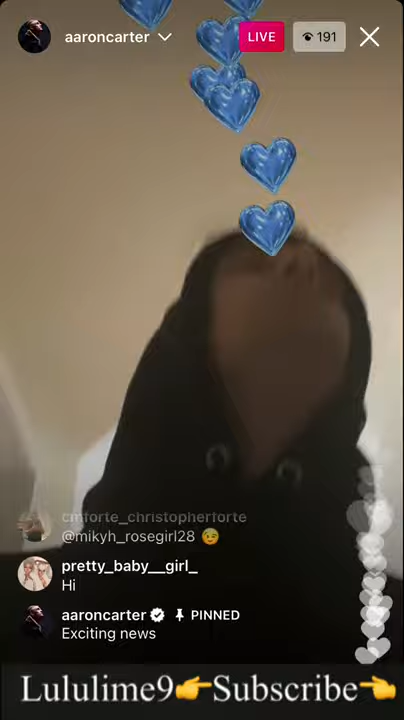 aaroncarter
LIVE
191
cmforte_christopherforte
@mikyh_rosegirl28 😉
pretty_baby__girl_
Hi
aaroncarter PINNED
Exciting news
Lululime9👉Subscribe👈